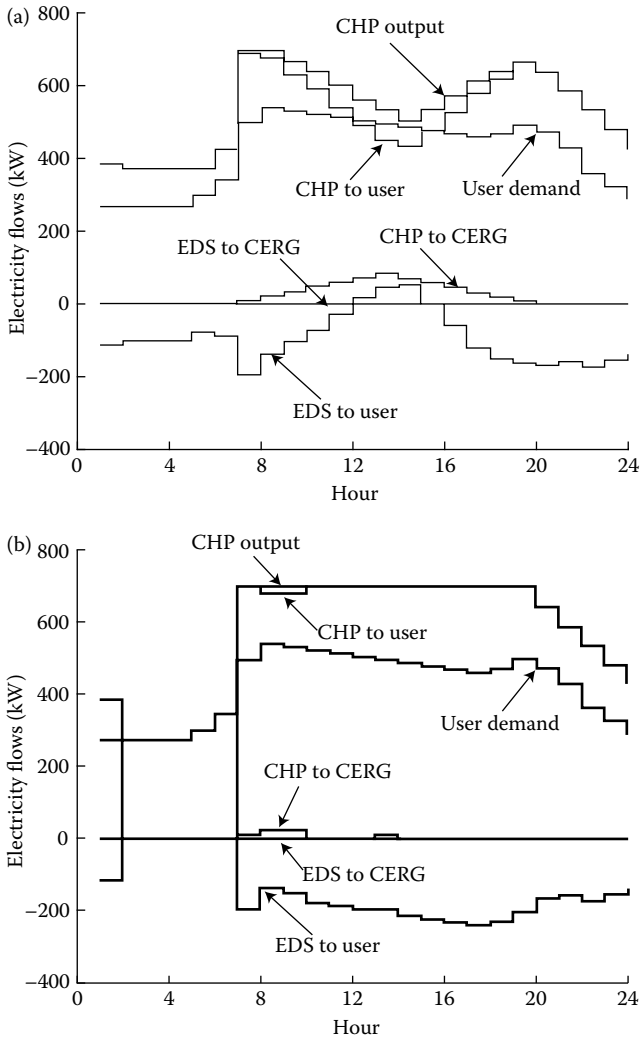 (a)
800
600
400
200
0
−200
−400
Electricity flows (kW)
CHP output
CHP to user
User demand
EDS to CERG
CHP to CERG
EDS to user
0
4
8
12
16
20
24
Hour
(b)
800
600
400
200
0
−200
−400
Electricity flows (kW)
CHP output
CHP to user
User demand
CHP to CERG
EDS to CERG
EDS to user
0
4
8
12
16
20
24
Hour